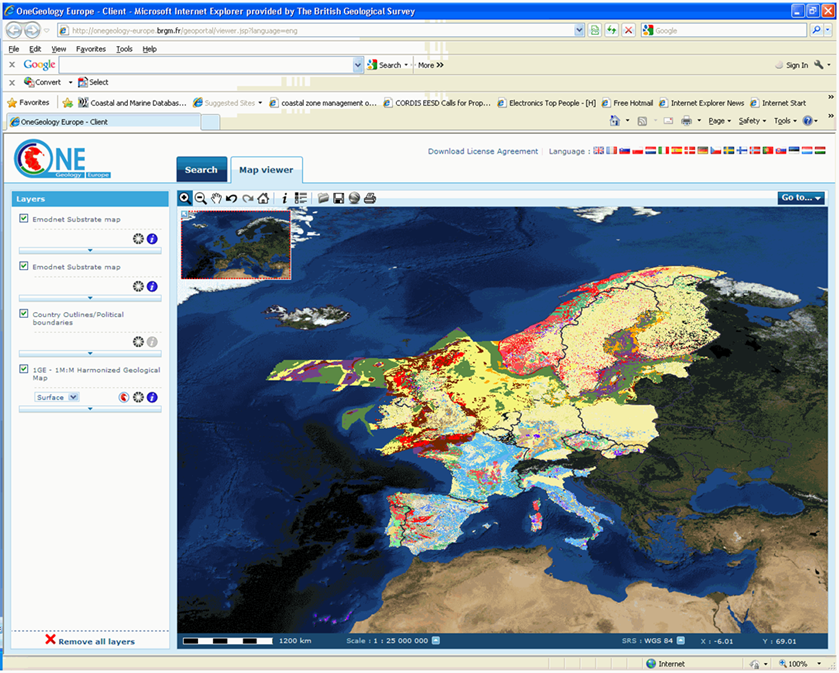 OneGeology Europe - Client - Microsoft Internet Explorer provided by The British Geological Survey
http://onegeology-europe.brgm.fr/geoportal/viewer.jsp?language=eng
Google
File Edit View Favorites Tools Help
x Google Search More >> Sign In
x Convert Select
Favorites Coastal and Marine Databas... Suggested Sites coastal zone management o... CORDIS EESD Calls for Prop... Electronics Top People - [H] Free Hotmail Internet Explorer News Internet Start
OneGeology Europe - Client Page Safety Tools
ONE
Geology Europe
Download License Agreement Language :
Search Map viewer
Layers
Go to...
Emodnet Substrate map
Emodnet Substrate map
Country Outlines/Political
boundaries
1GE - 1M:M Harmonized Geological
Map
Surface
Remove all layers
1200 km Scale : 1 : 25 000 000 SRS : WGS 84 X : -6.01 Y : 69.01
Internet 100%